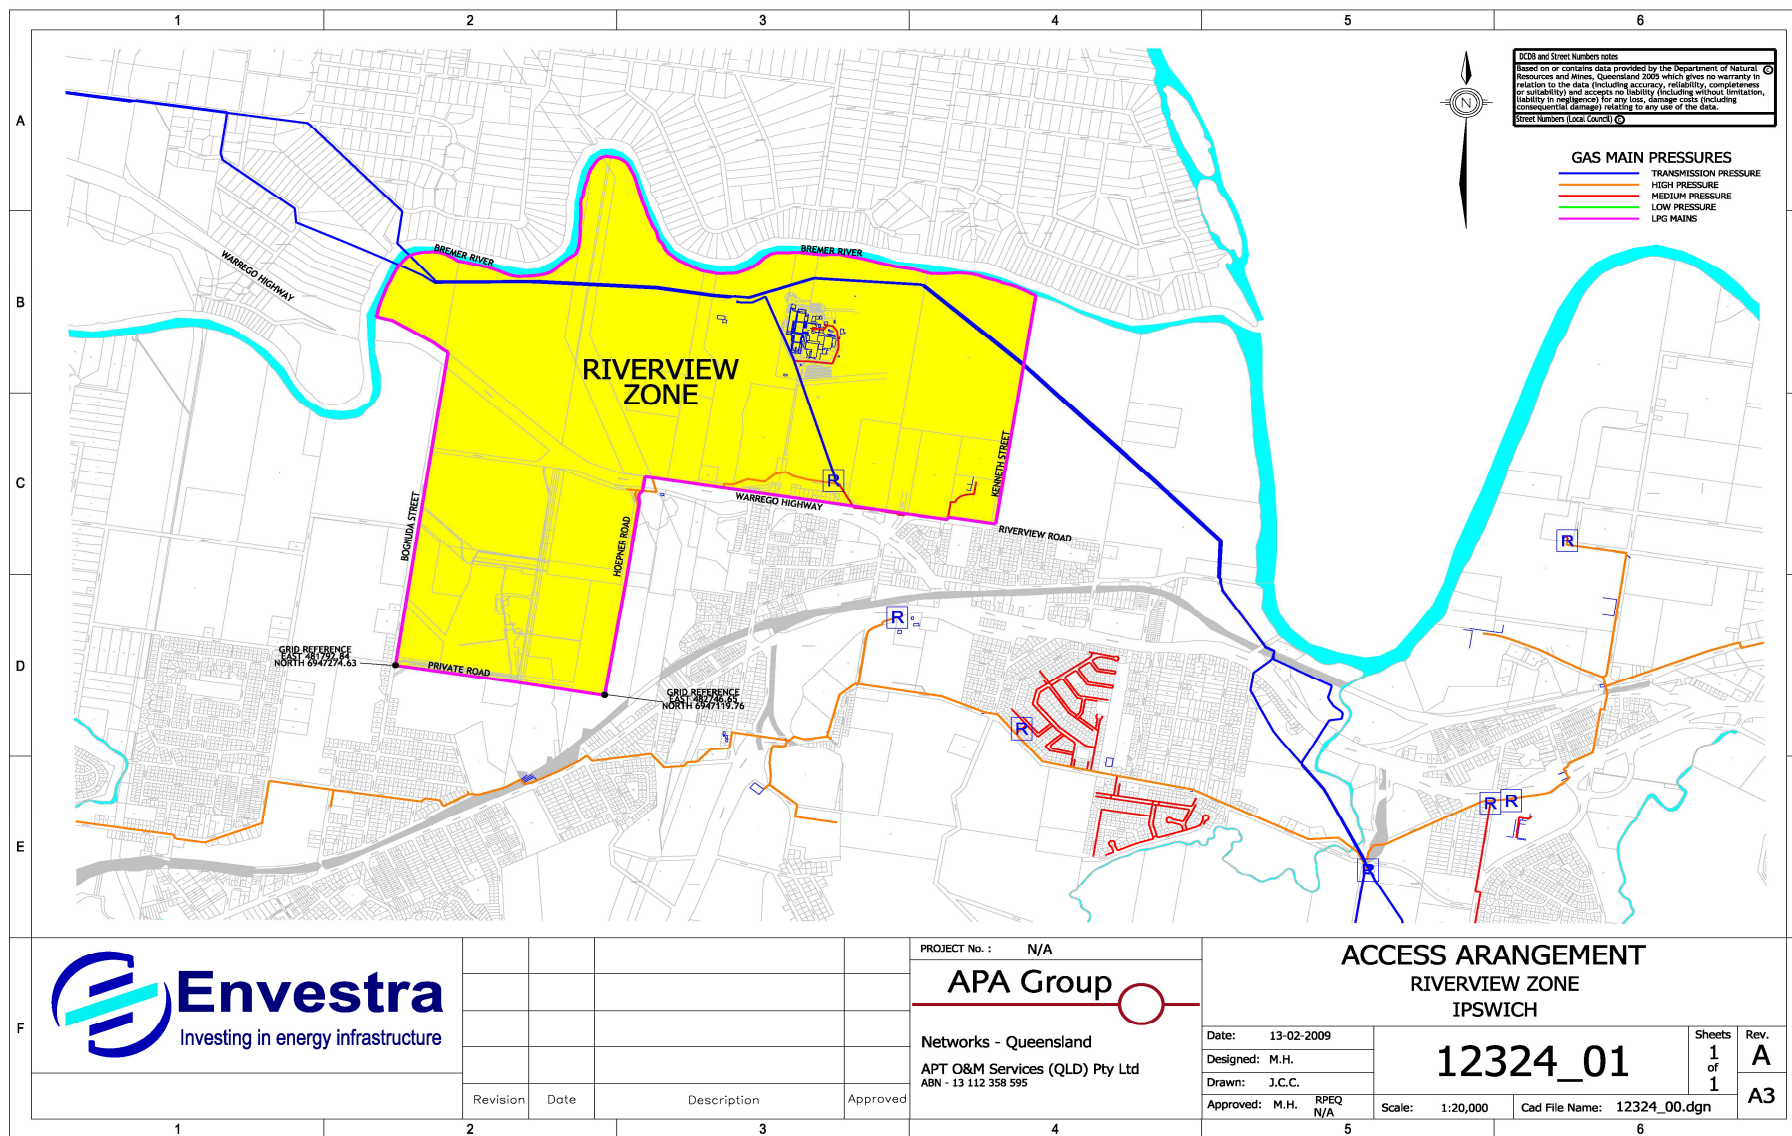 1 2 3 4 5 6
A
B
C
D
E
F
DCDB and Street Numbers notes
Based on or contains data provided by the Department of Natural ©
Resources and Mines, Queensland 2005 which gives no warranty in
relation to the data (including accuracy, reliability, completeness
or suitability) and accepts no liability (including without limitation,
liability in negligence) for any loss, damage costs (including
consequential damage) relating to any use of the data.
Street Numbers (Local Council) ©
N
GAS MAIN PRESSURES
TRANSMISSION PRESSURE
HIGH PRESSURE
MEDIUM PRESSURE
LOW PRESSURE
LPG MAINS
BREMER RIVER
BREMER RIVER
WARREGO HIGHWAY
RIVERVIEW
ZONE
KENNETH STREET
R
WARREGO HIGHWAY
BOGNUDA STREET
HOEPNER ROAD
RIVERVIEW ROAD
R
R
GRID REFERENCE
EAST 481792.84
NORTH 6947274.63
PRIVATE ROAD
GRID REFERENCE
EAST 482746.65
NORTH 6947119.76
R
R R
Envestra
Investing in energy infrastructure
Revision Date Description Approved
PROJECT No. : N/A
APA Group
Networks - Queensland
APT O&M Services (QLD) Pty Ltd
ABN - 13 112 358 595
ACCESS ARANGEMENT
RIVERVIEW ZONE
IPSWICH
Date: 13-02-2009
Designed: M.H.
Drawn: J.C.C.
Approved: M.H. RPEQ
N/A
12324_01
Sheets
1
of
1
Rev.
A
A3
Scale: 1:20,000
Cad File Name: 12324_00.dgn
1 2 3 4 5 6